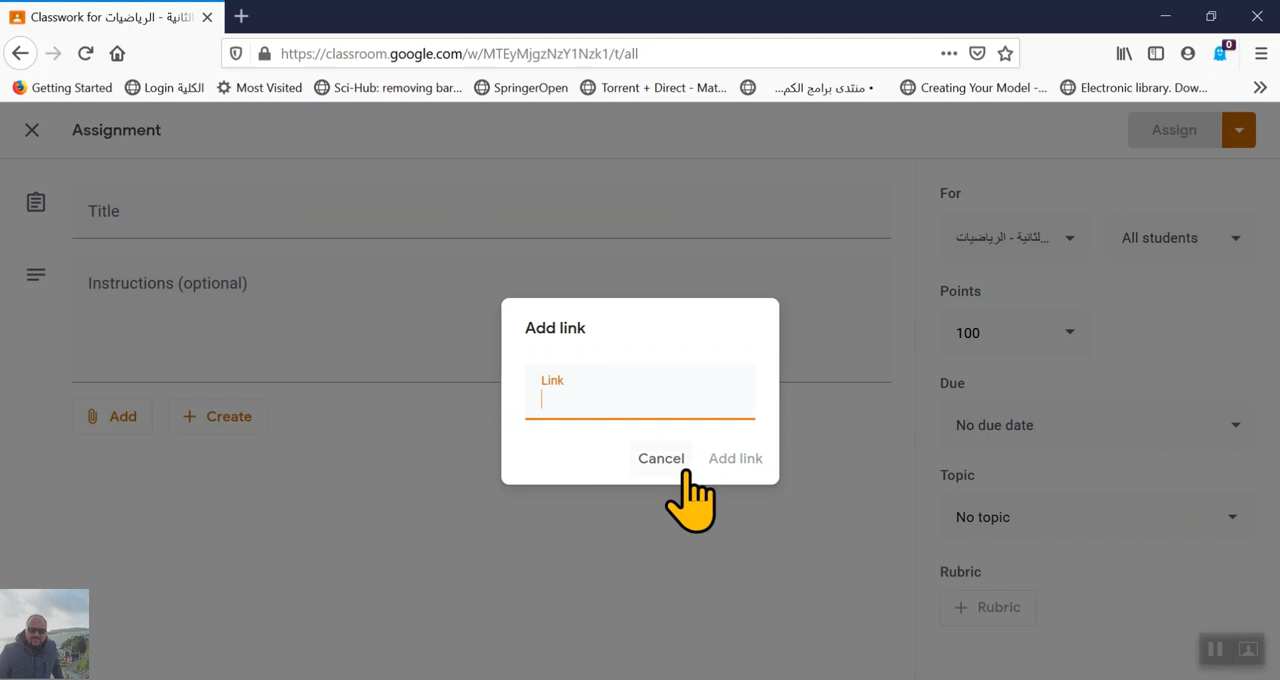 Classwork for الثانية - الرياضيات
https://classroom.google.com/w/MTEyMjgzNzY1Nzk1/t/all
0
Getting Started
Login الكلية
Most Visited
Sci-Hub: removing bar...
SpringerOpen
Torrent + Direct - Mat...
• منتدى برامج الكم...
Creating Your Model -...
Electronic library. Dow...
Assignment
Assign
Title
Instructions (optional)
Add
Create
Add link
Link
Cancel
Add link
For
لثانية - الرياضيات...
All students
Points
100
Due
No due date
Topic
No topic
Rubric
Rubric